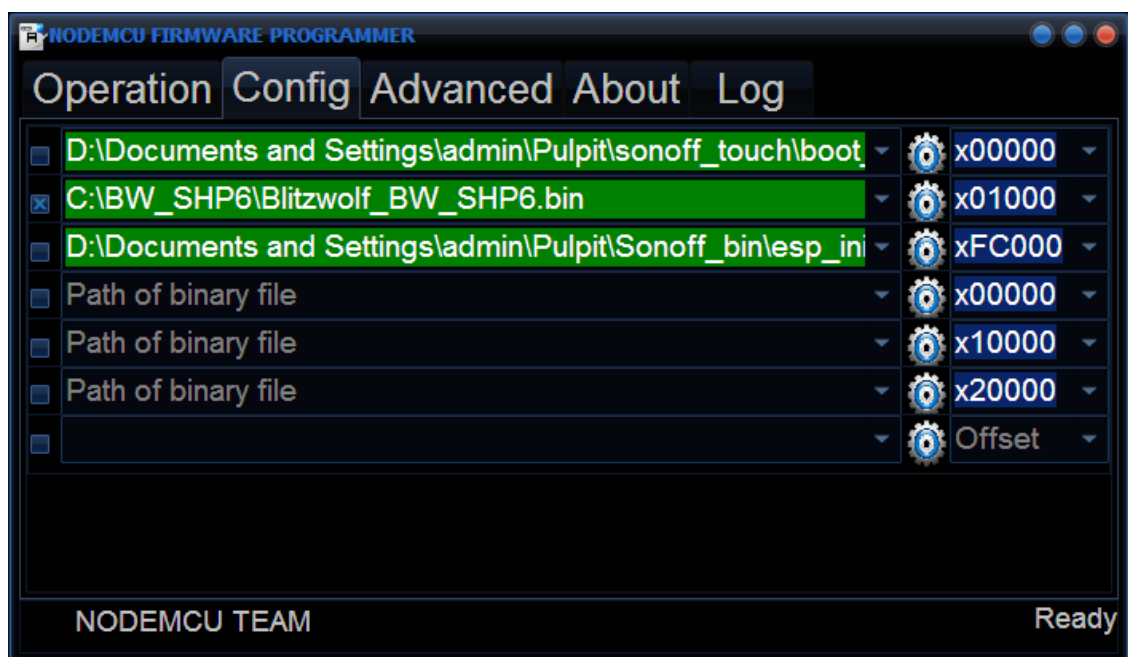 NODEMCU FIRMWARE PROGRAMMER
Operation Config Advanced About Log
D:\Documents and Settings\admin\Pulpit\sonoff_touch\boot_ x00000
C:\BW_SHP6\Blitzwolf_BW_SHP6.bin x01000
D:\Documents and Settings\admin\Pulpit\Sonoff_bin\esp_ini xFC000
Path of binary file x00000
Path of binary file x10000
Path of binary file x20000
Offset
NODEMCU TEAM Ready